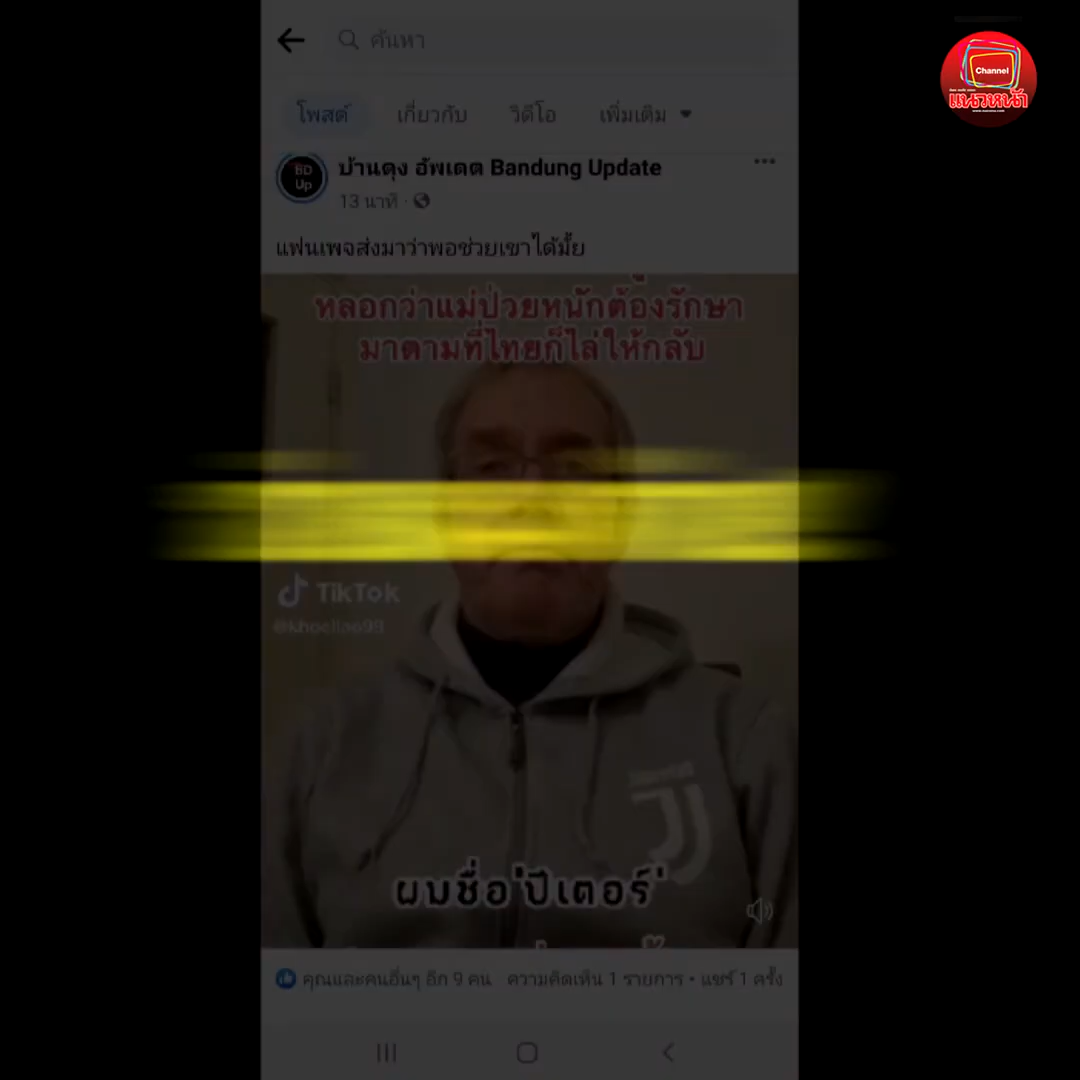 ค้นหา
Channel
แนวหน้า
โพสต์ เกี่ยวกับ วิดีโอ เพิ่มเติม
BD Up
บ้านดุง อัพเดต Bandung Update
13 นาที
แฟนเพจส่งมาว่าพอช่วยเขาได้มั้ย
หลอกว่าแม่ป่วยหนักต้องรักษา
มาตามที่ไทยก็ไล่ให้กลับ
TikTok
ผมชื่อ'ปีเตอร์'
คุณและคนอื่นๆ อีก 9 คน ความคิดเห็น 1 รายการ • แชร์ 1 ครั้ง